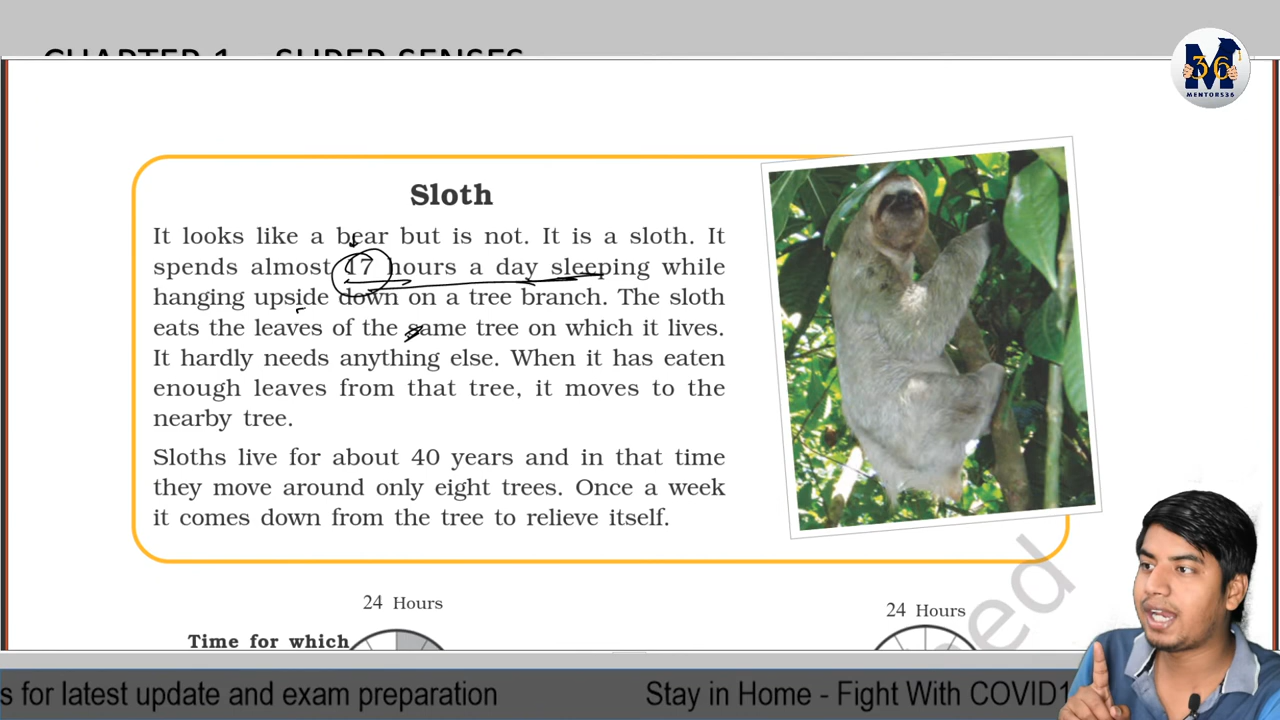 CHAPTER 1 - SUPER SENSES
M
36
MENTORS36
Sloth
It looks like a bear but is not. It is a sloth. It
spends almost 17 hours a day sleeping while
hanging upside down on a tree branch. The sloth
eats the leaves of the same tree on which it lives.
It hardly needs anything else. When it has eaten
enough leaves from that tree, it moves to the
nearby tree.
Sloths live for about 40 years and in that time
they move around only eight trees. Once a week
it comes down from the tree to relieve itself.
24 Hours
Time for which
24 Hours
s for latest update and exam preparation
Stay in Home - Fight With COVID1